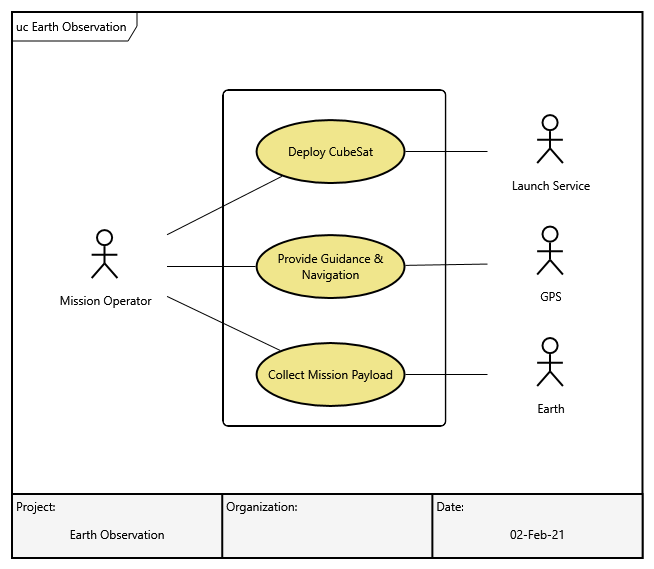 uc Earth Observation
Deploy CubeSat
Launch Service
Provide Guidance &
Navigation
Mission Operator
GPS
Collect Mission Payload
Earth
Project:
Organization:
Date:
Earth Observation
02-Feb-21